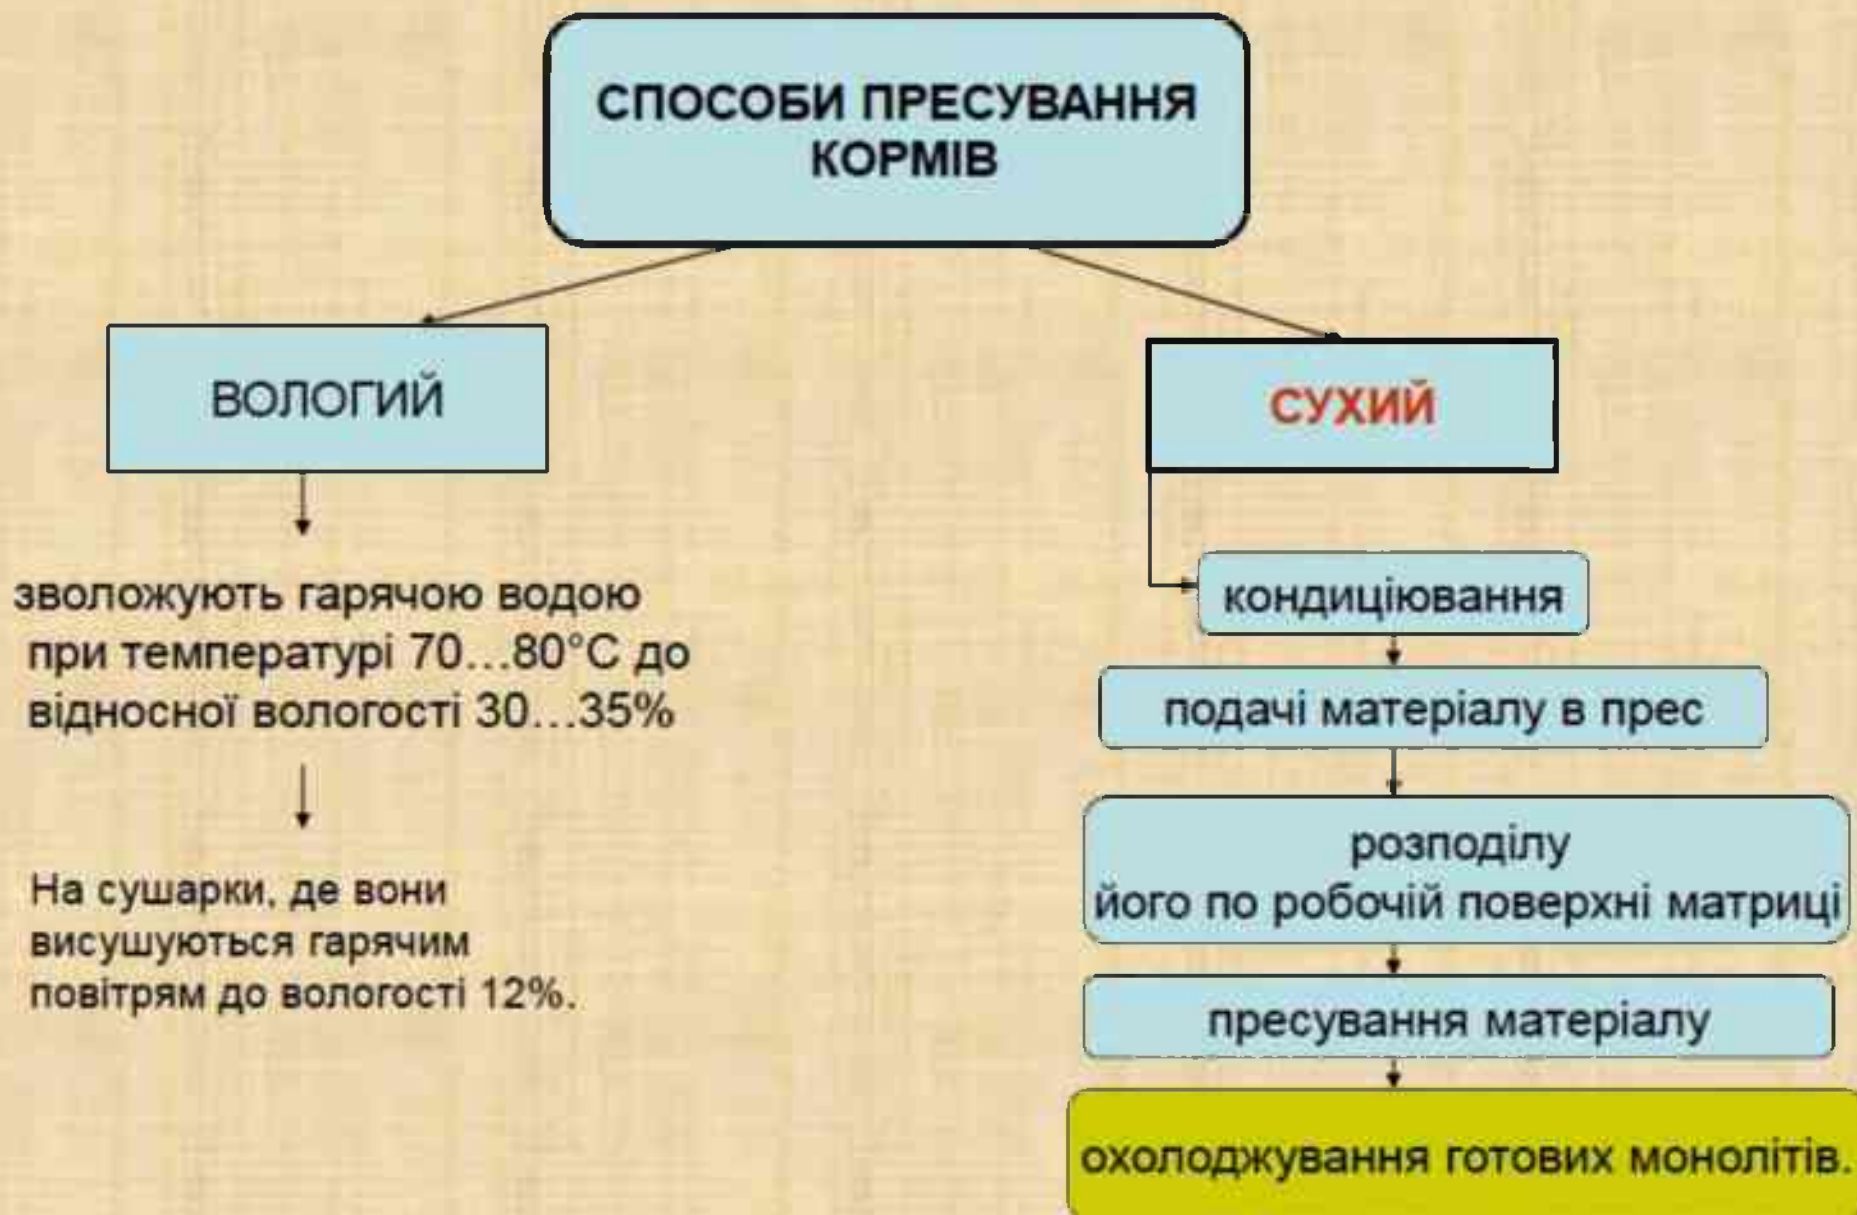 СПОСОБИ ПРЕСУВАННЯ
КОРМІВ
ВОЛОГИЙ
зволожують гарячою водою
при температурі 70...80°С до
відносної вологості 30...35%
На сушарки, де вони
висушуються гарячим
повітрям до вологості 12%.
СУХИЙ
кондиціювання
подачі матеріалу в прес
розподілу
його по робочій поверхні матриці
пресування матеріалу
охолоджування готових монолітів.